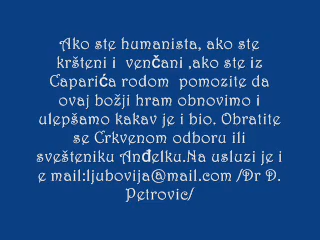 Ako ste humanista, ako ste
kršteni i  venčani ,ako ste iz
Caparića rodom  pomozite da
ovaj božji hram obnovimo i
ulepšamo kakav je i bio. Obratite
se Crkvenom odboru ili
svešteniku Anđelku.Na usluzi je i
e mail:ljubovija@mail.com /Dr D.
Petrovic/